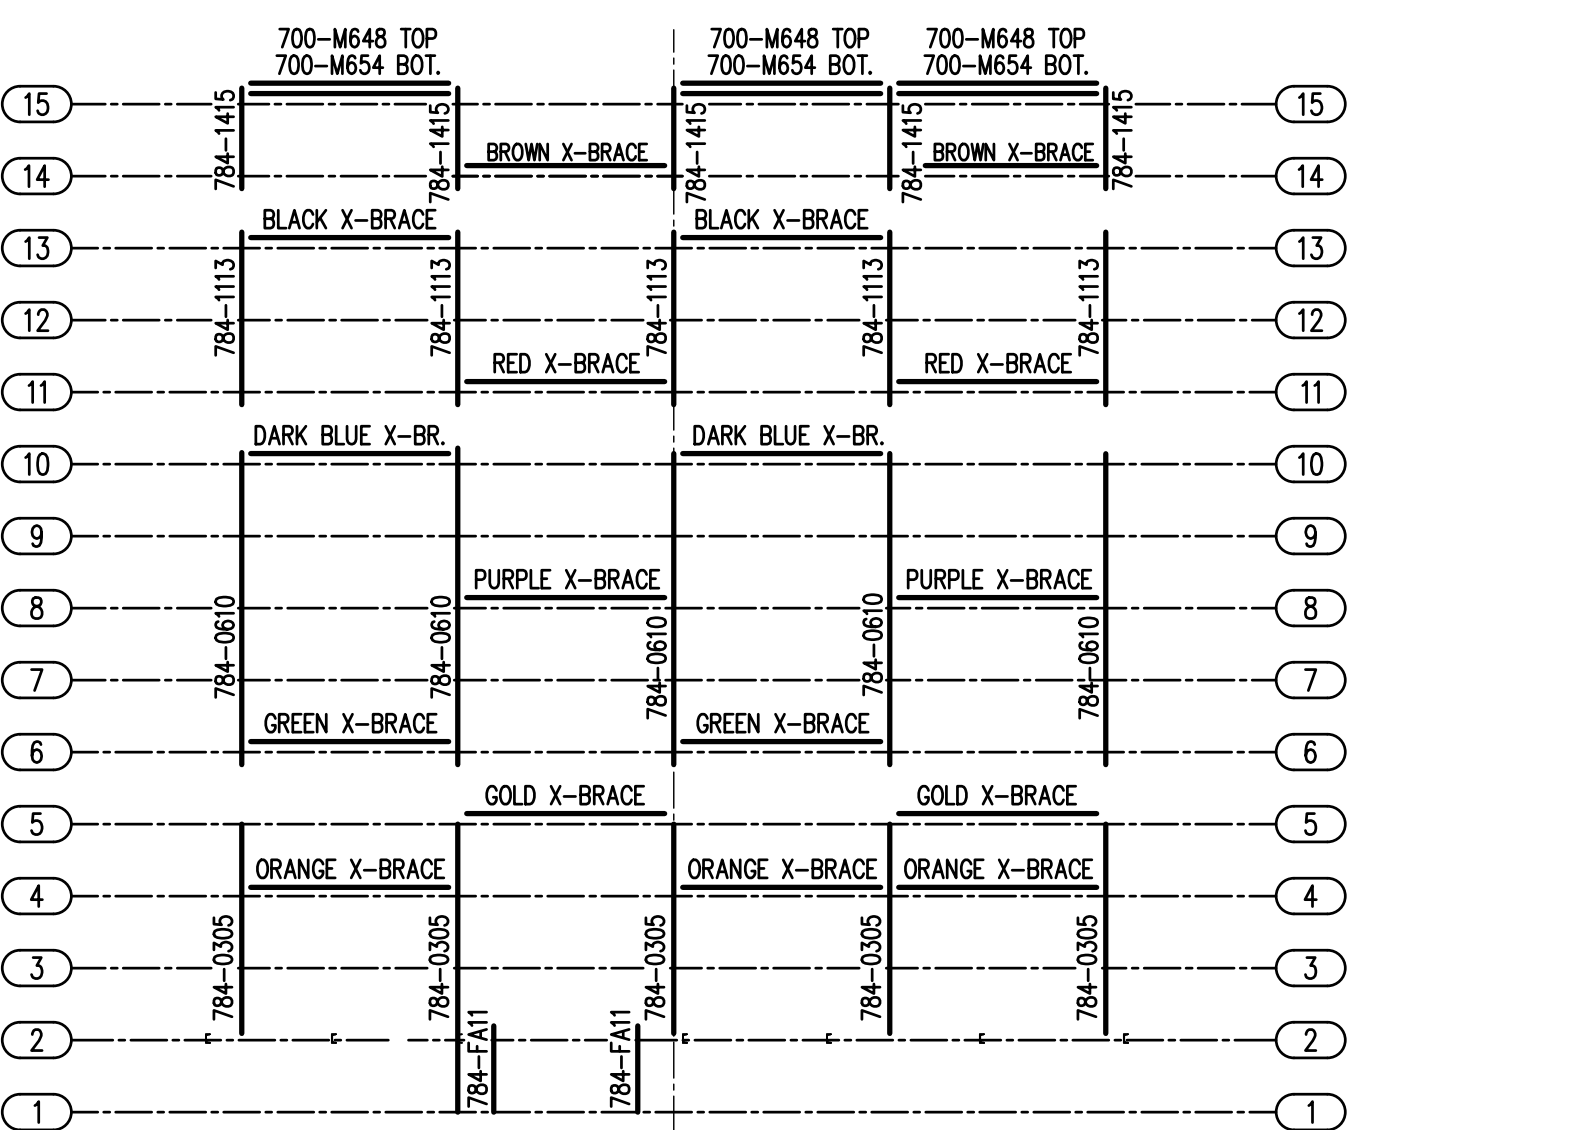 700-M648 TOP 700-M648 TOP 700-M648 TOP
700-M654 BOT. 700-M654 BOT. 700-M654 BOT.
15 784-1415 784-1415 784-1415 784-1415 784-1415 15
BROWN X-BRACE BROWN X-BRACE
14 14
BLACK X-BRACE BLACK X-BRACE
13 13
784-1113 784-1113 784-1113 784-1113 784-1113
12 12
RED X-BRACE RED X-BRACE
11 11
DARK BLUE X-BR. DARK BLUE X-BR.
10 10
9 9
PURPLE X-BRACE PURPLE X-BRACE
8 8
784-0610 784-0610 784-0610 784-0610 784-0610
7 7
GREEN X-BRACE GREEN X-BRACE
6 6
GOLD X-BRACE GOLD X-BRACE
5 5
ORANGE X-BRACE ORANGE X-BRACE ORANGE X-BRACE
4 4
784-0305 784-0305 784-0305 784-0305 784-0305
3 3
2 2
784-FA11 784-FA11
1 1